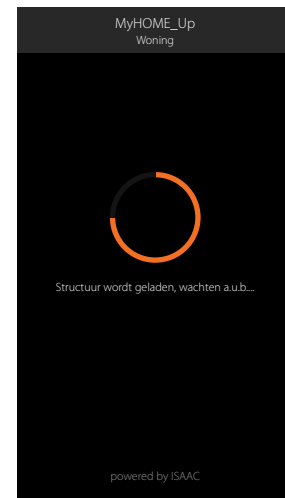 MyHOME_Up
Woning
Structuur wordt geladen, wachten a.u.b....
powered by ISAAC